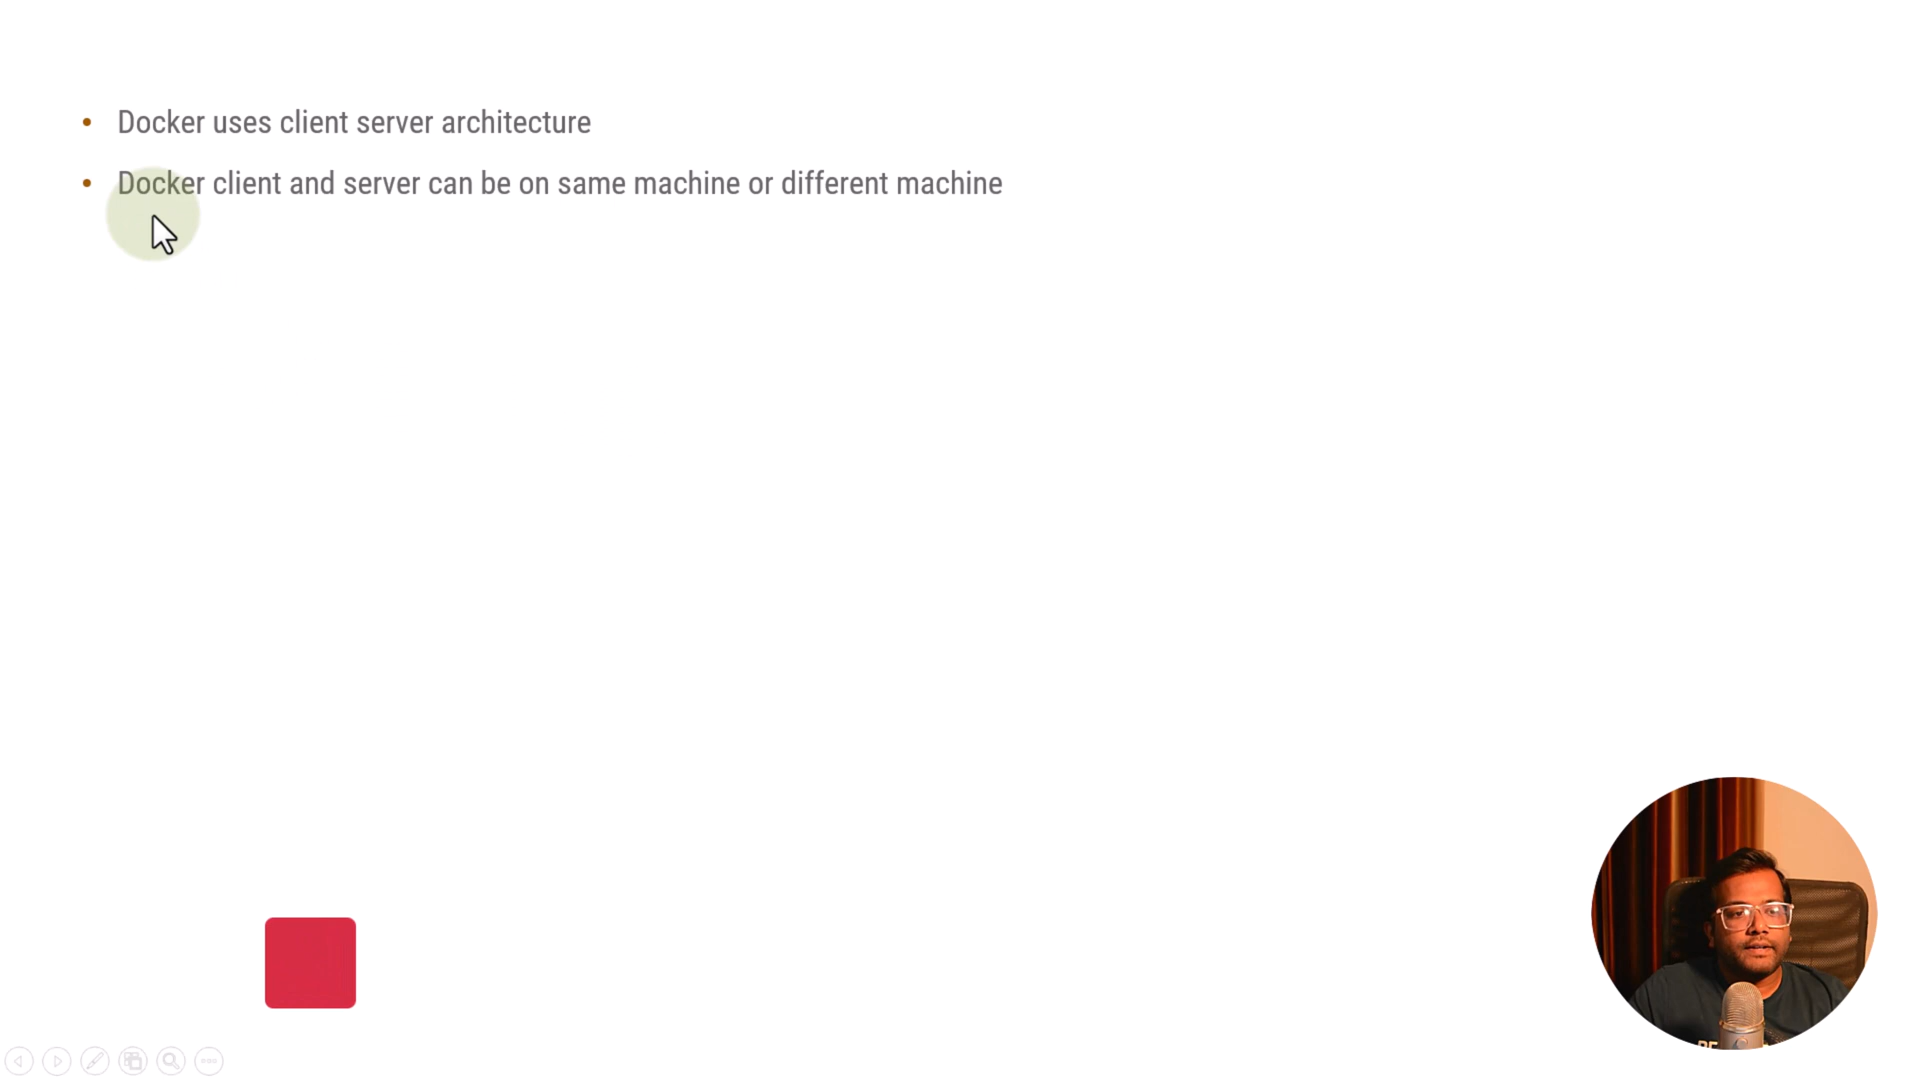 • Docker uses client server architecture
• Docker client and server can be on same machine or different machine